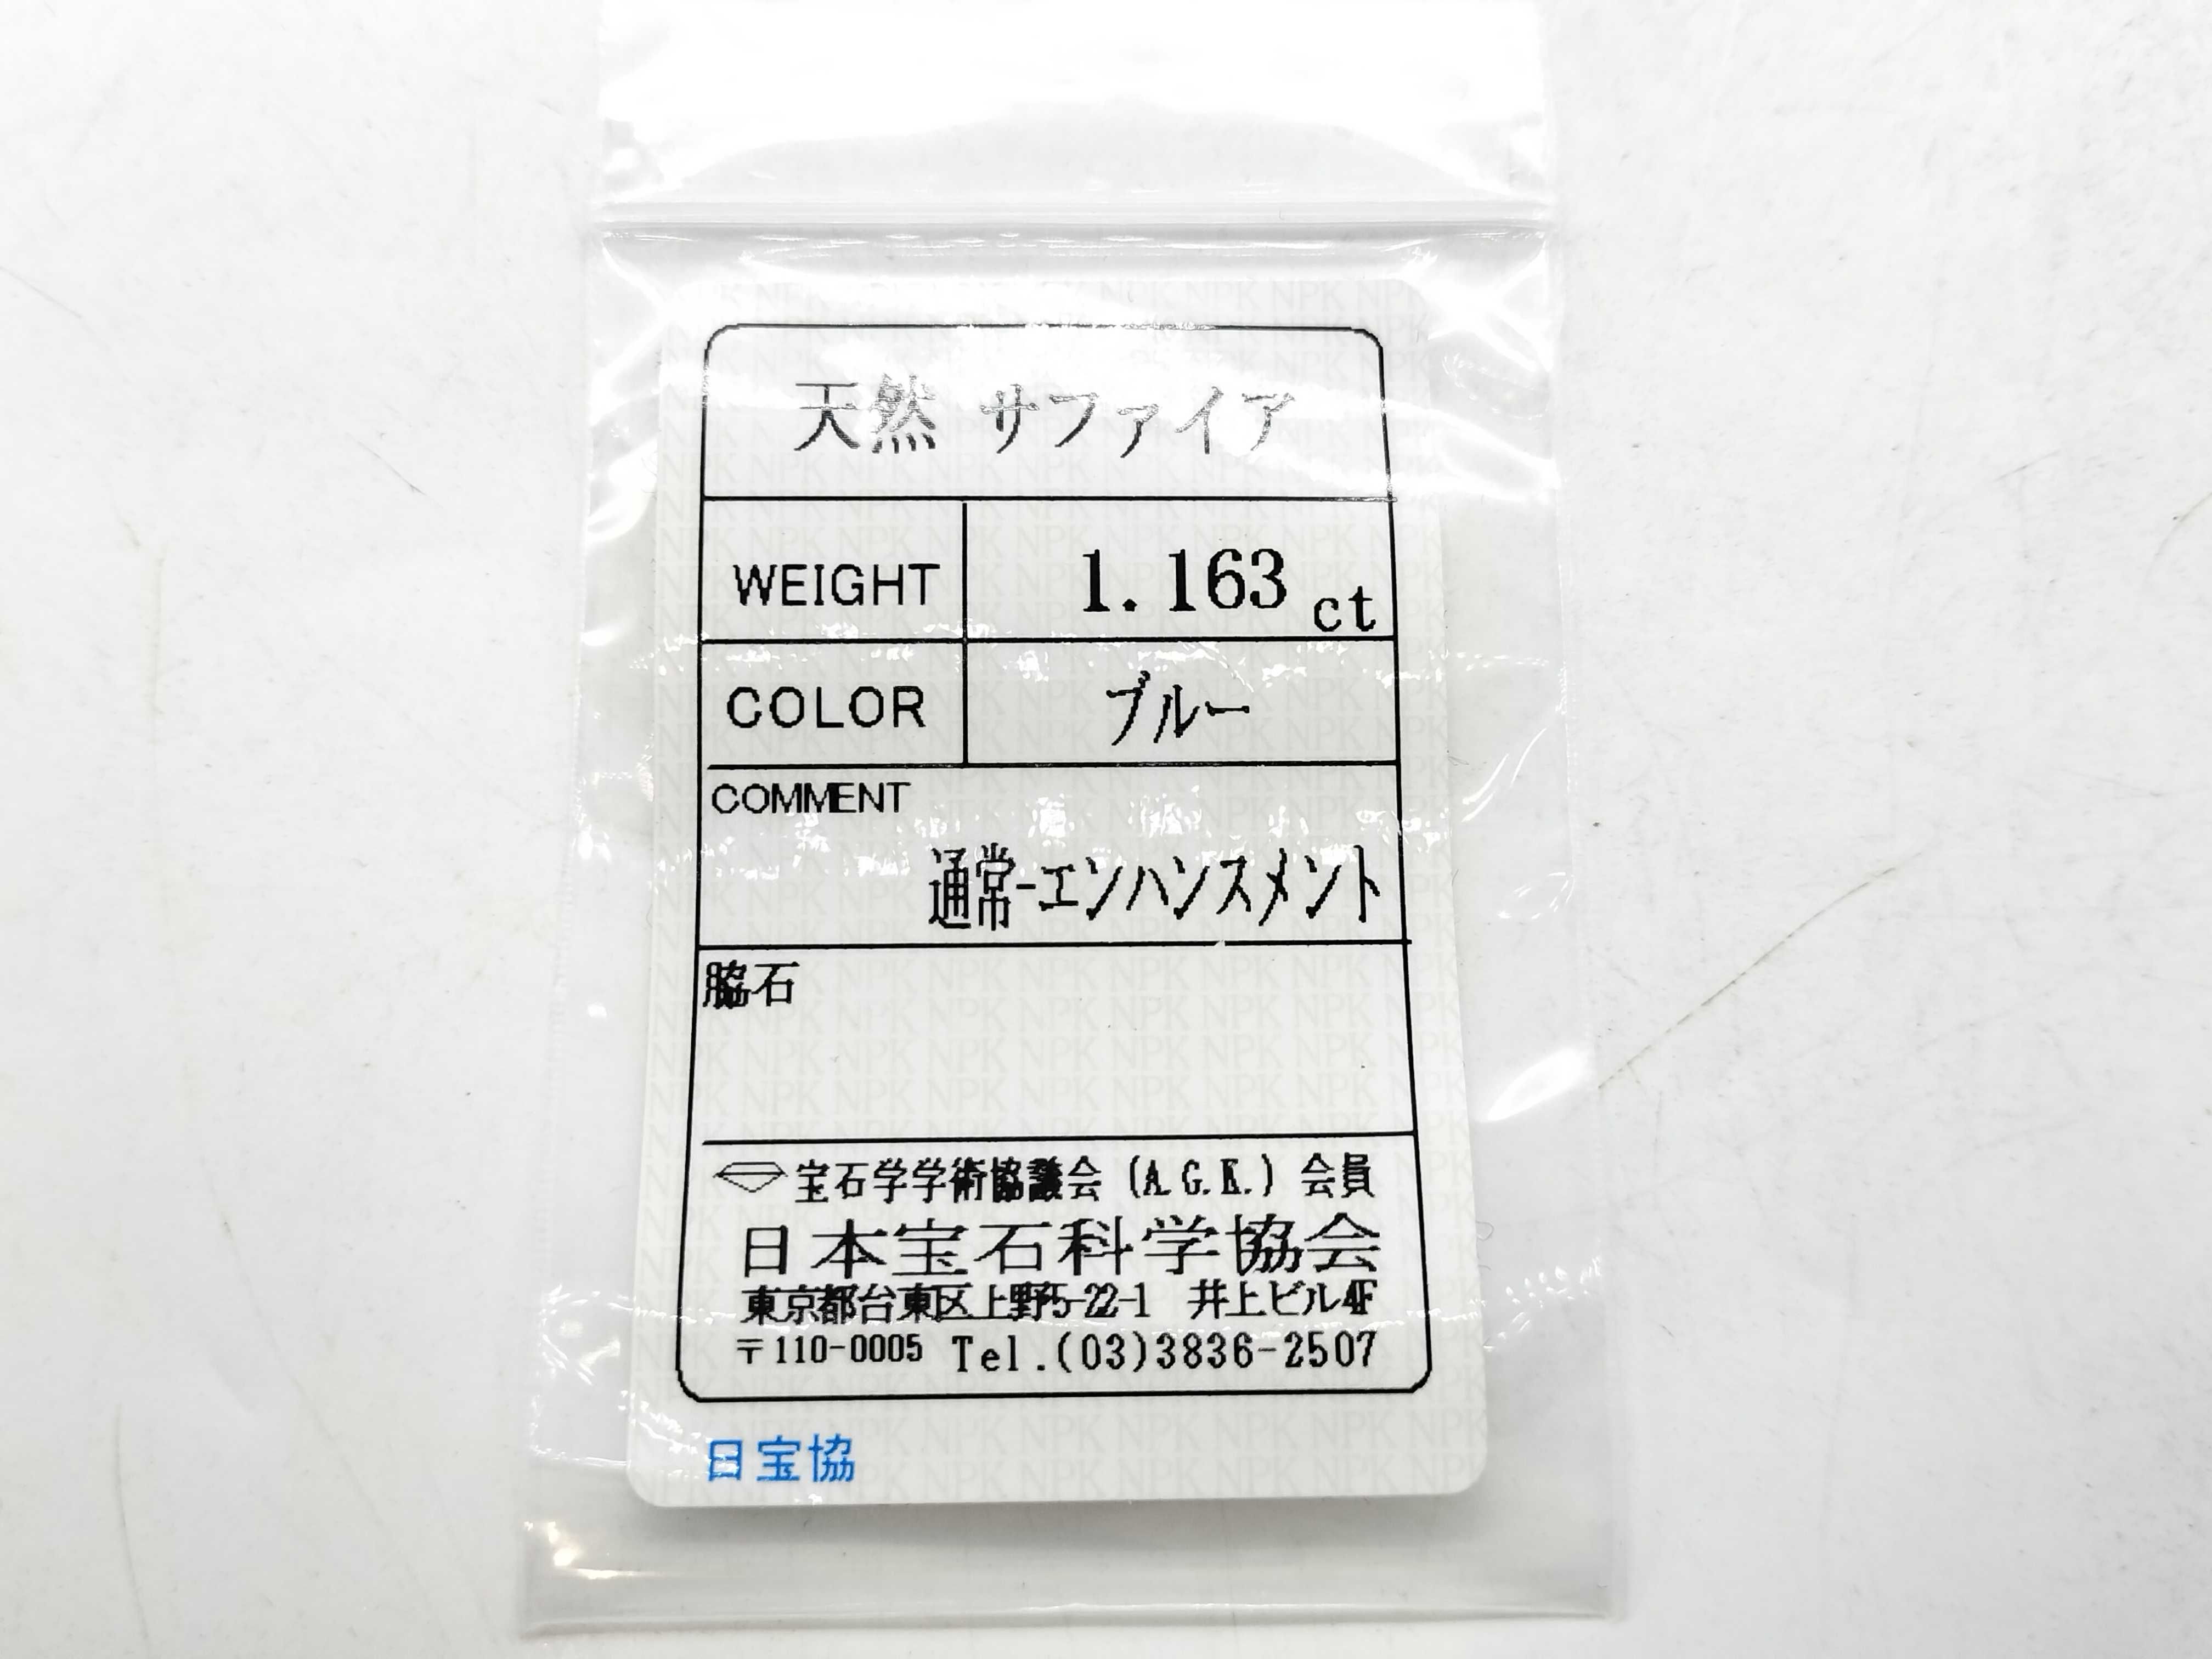 天然 サファイア
WEIGHT 1.163 ct
COLOR ブルー
COMMENT
通常-エンハンスメント
脇石
宝石学学術協議会 (A.G.K.) 会員
日本宝石科学協会
東京都台東区上野5-22-1 井上ビル4F
〒110-0005 Tel.(03)3836-2507
日宝協